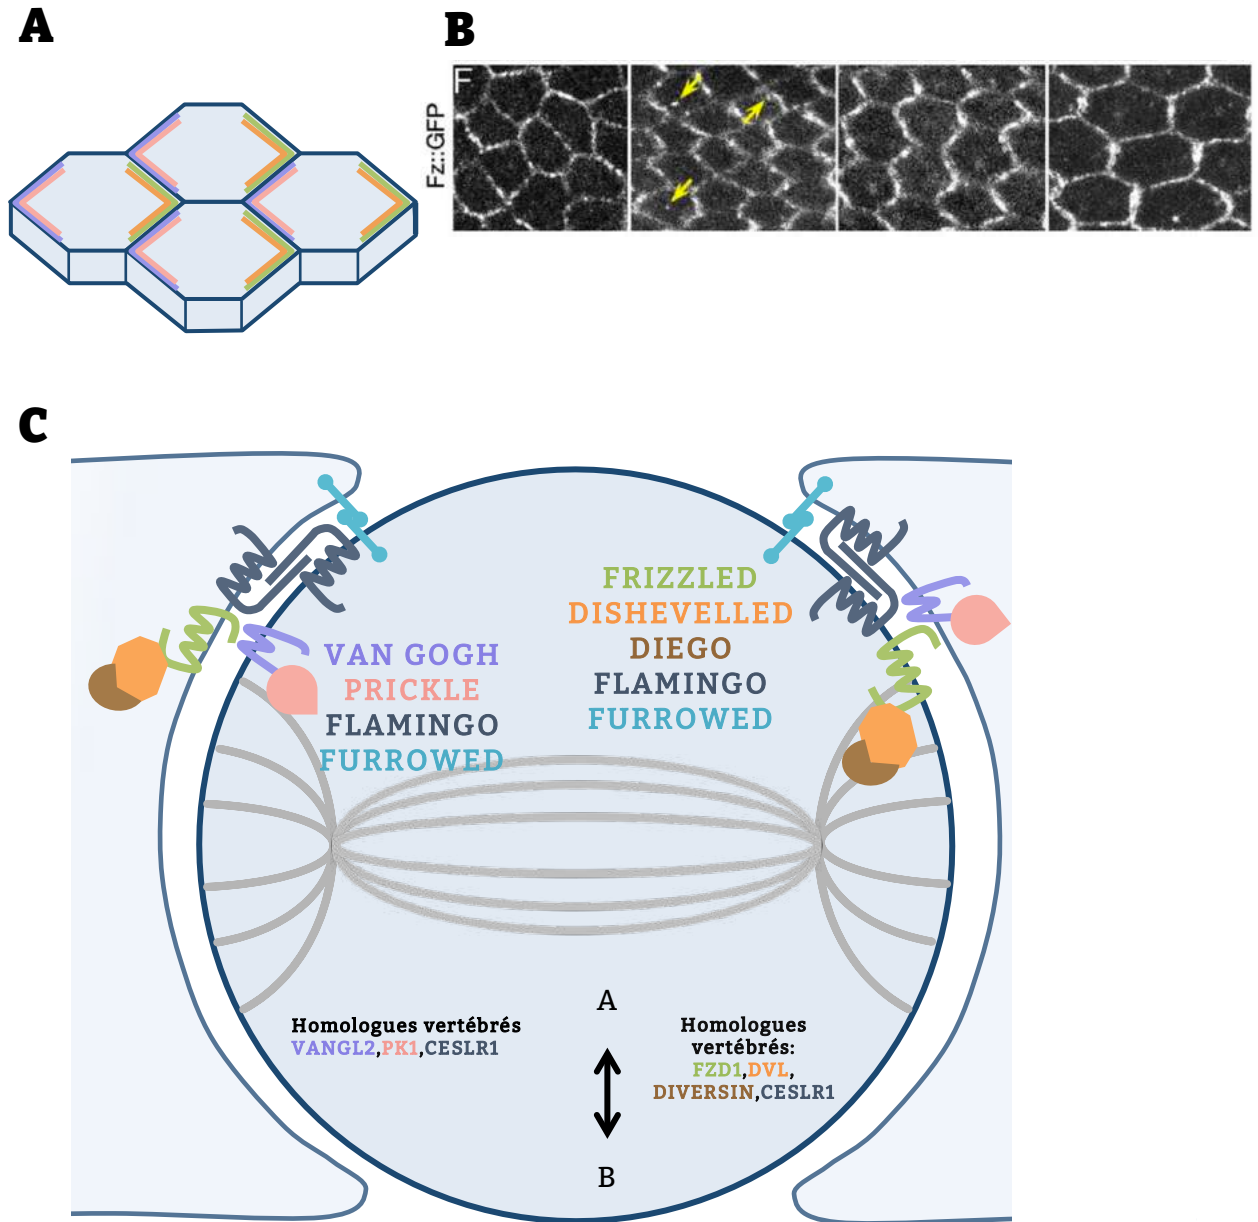 A
B
F
Fz::GFP
C
FRIZZLED
DISHEVELLED
DIEGO
FLAMINGO
FURROWED
VAN GOGH
PRICKLE
FLAMINGO
FURROWED
A
Homologues vertébrés
VANGL2,PK1,CESLR1
Homologues
vertébrés:
FZD1,DVL,
DIVERSIN,CESLR1
B